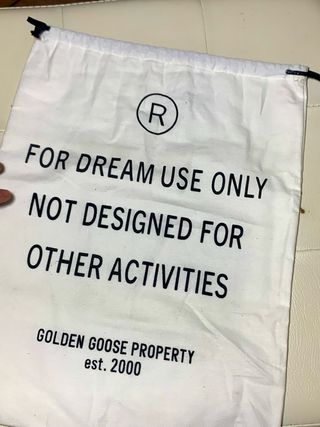 R
FOR DREAM USE ONLY
NOT DESIGNED FOR
OTHER ACTIVITIES
GOLDEN GOOSE PROPERTY
est. 2000